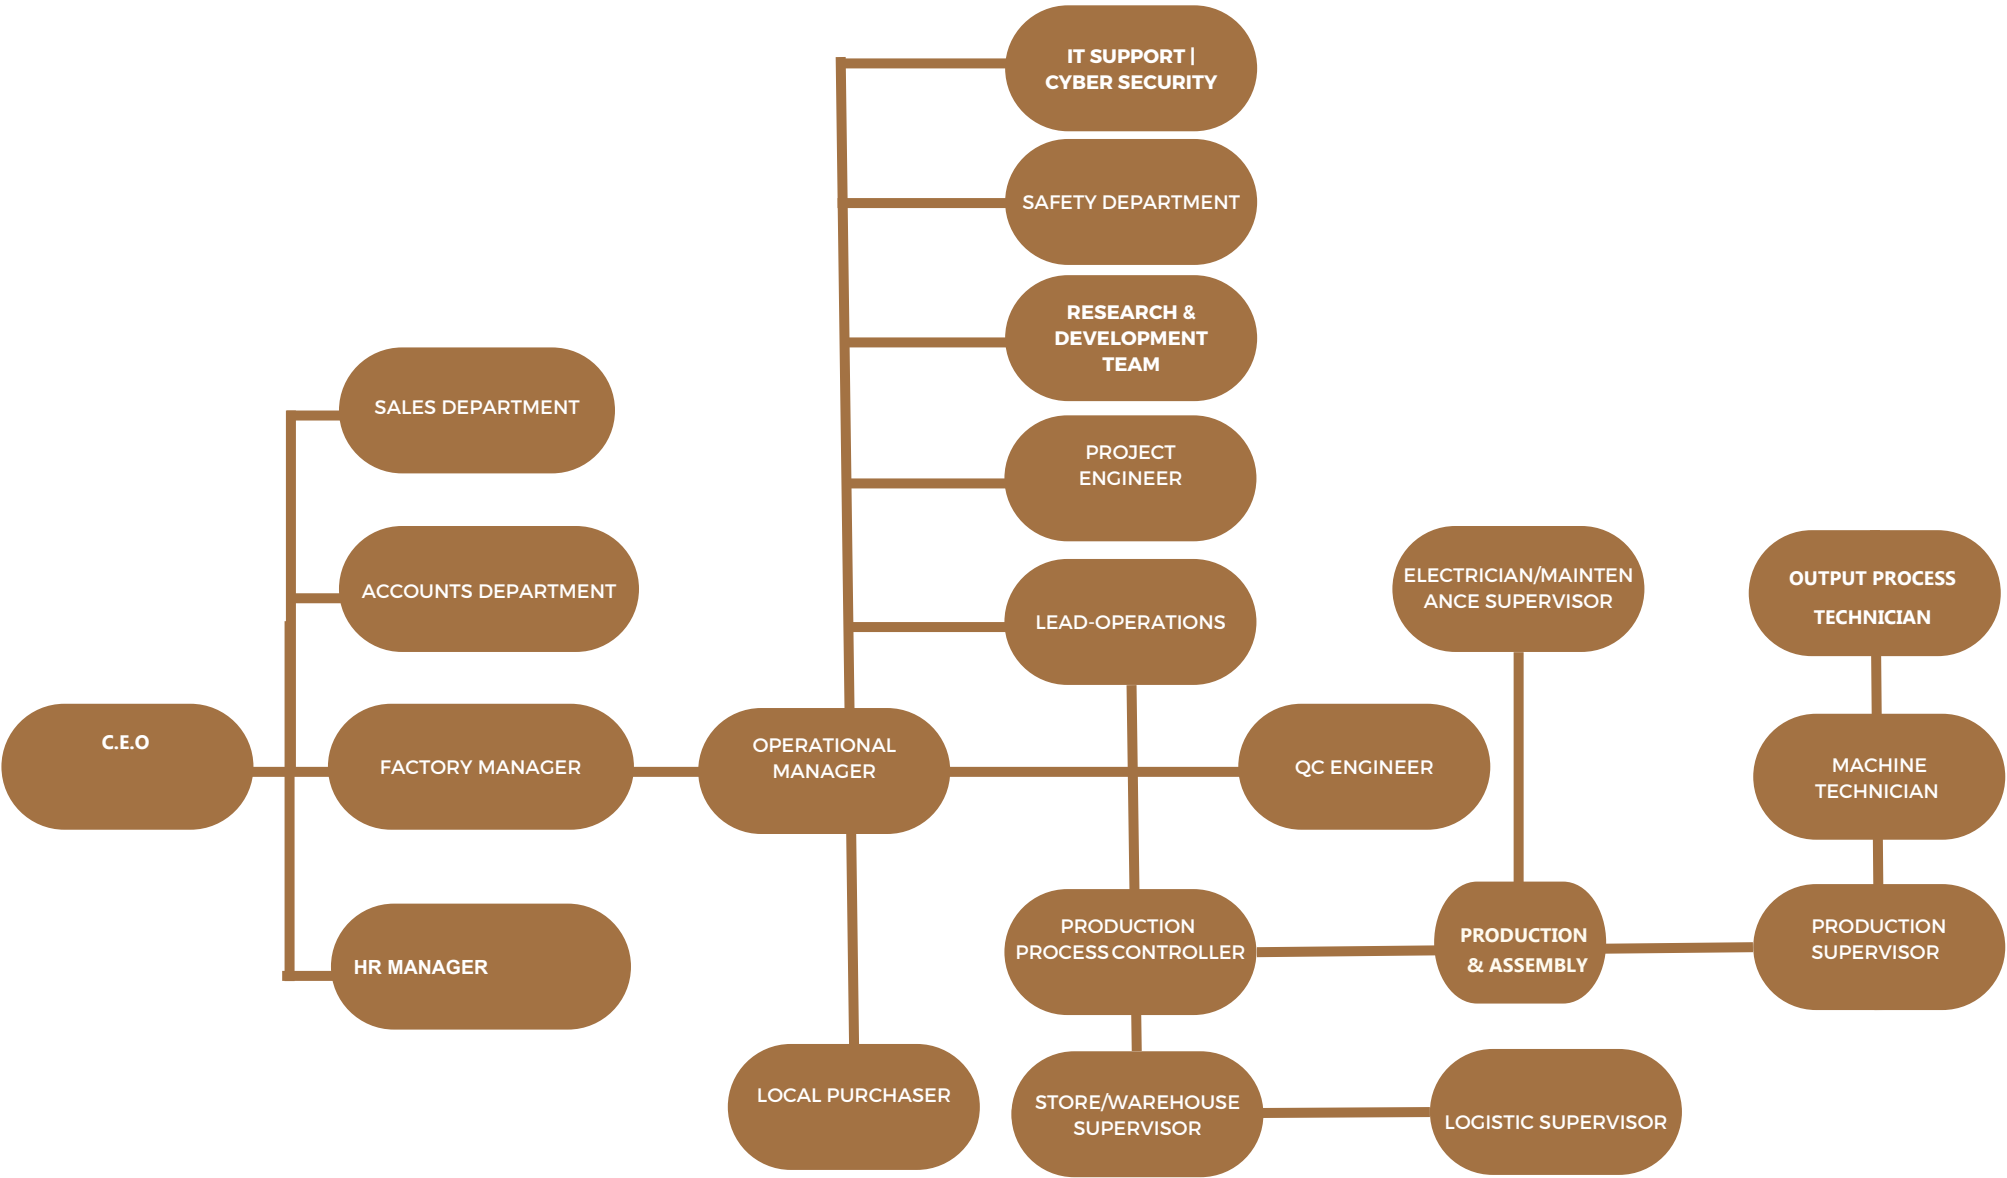 IT SUPPORT |
CYBER SECURITY
SAFETY DEPARTMENT
RESEARCH &
DEVELOPMENT
TEAM
SALES DEPARTMENT
PROJECT
ENGINEER
ACCOUNTS DEPARTMENT
LEAD-OPERATIONS
ELECTRICIAN/MAINTEN
ANCE SUPERVISOR
OUTPUT PROCESS
TECHNICIAN
C.E.O
FACTORY MANAGER
OPERATIONAL
MANAGER
QC ENGINEER
MACHINE
TECHNICIAN
HR MANAGER
PRODUCTION
PROCESS CONTROLLER
PRODUCTION
& ASSEMBLY
PRODUCTION
SUPERVISOR
LOCAL PURCHASER
STORE/WAREHOUSE
SUPERVISOR
LOGISTIC SUPERVISOR